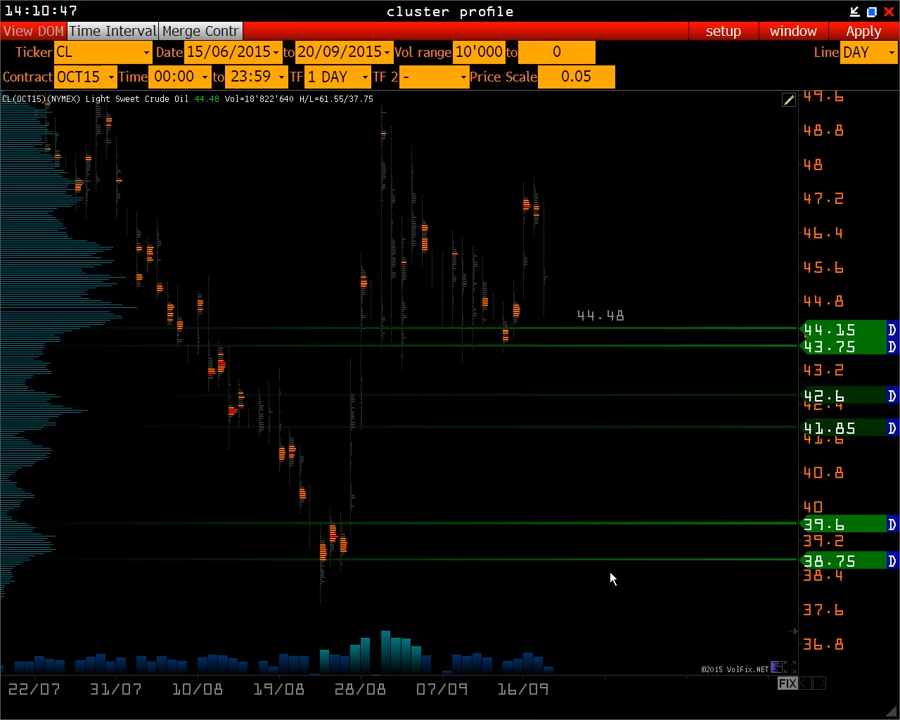 14:10:47 cluster profile
View DOM Time Interval Merge Contr setup window Apply
Ticker CL Date 15/06/2015 to 20/09/2015 Vol range 10'000 to 0 Line DAY
Contract OCT15 Time 00:00 to 23:59 TF 1 DAY TF 2 - Price Scale 0.05
CL(OCT15)(NYMEX) Light Sweet Crude Oil 44.48 Vol=18'822'640 H/L=61.55/37.75
49.6
48.8
48
47.2
46.4
45.6
44.8
44.48
44.15 D
43.75 D
43.2
42.6 D
42.4
41.85 D
41.6
40.8
40
39.6 D
39.2
38.75 D
38.4
37.6
36.8
©2015 VolFix.NET
FIX
22/07 31/07 10/08 19/08 28/08 07/09 16/09